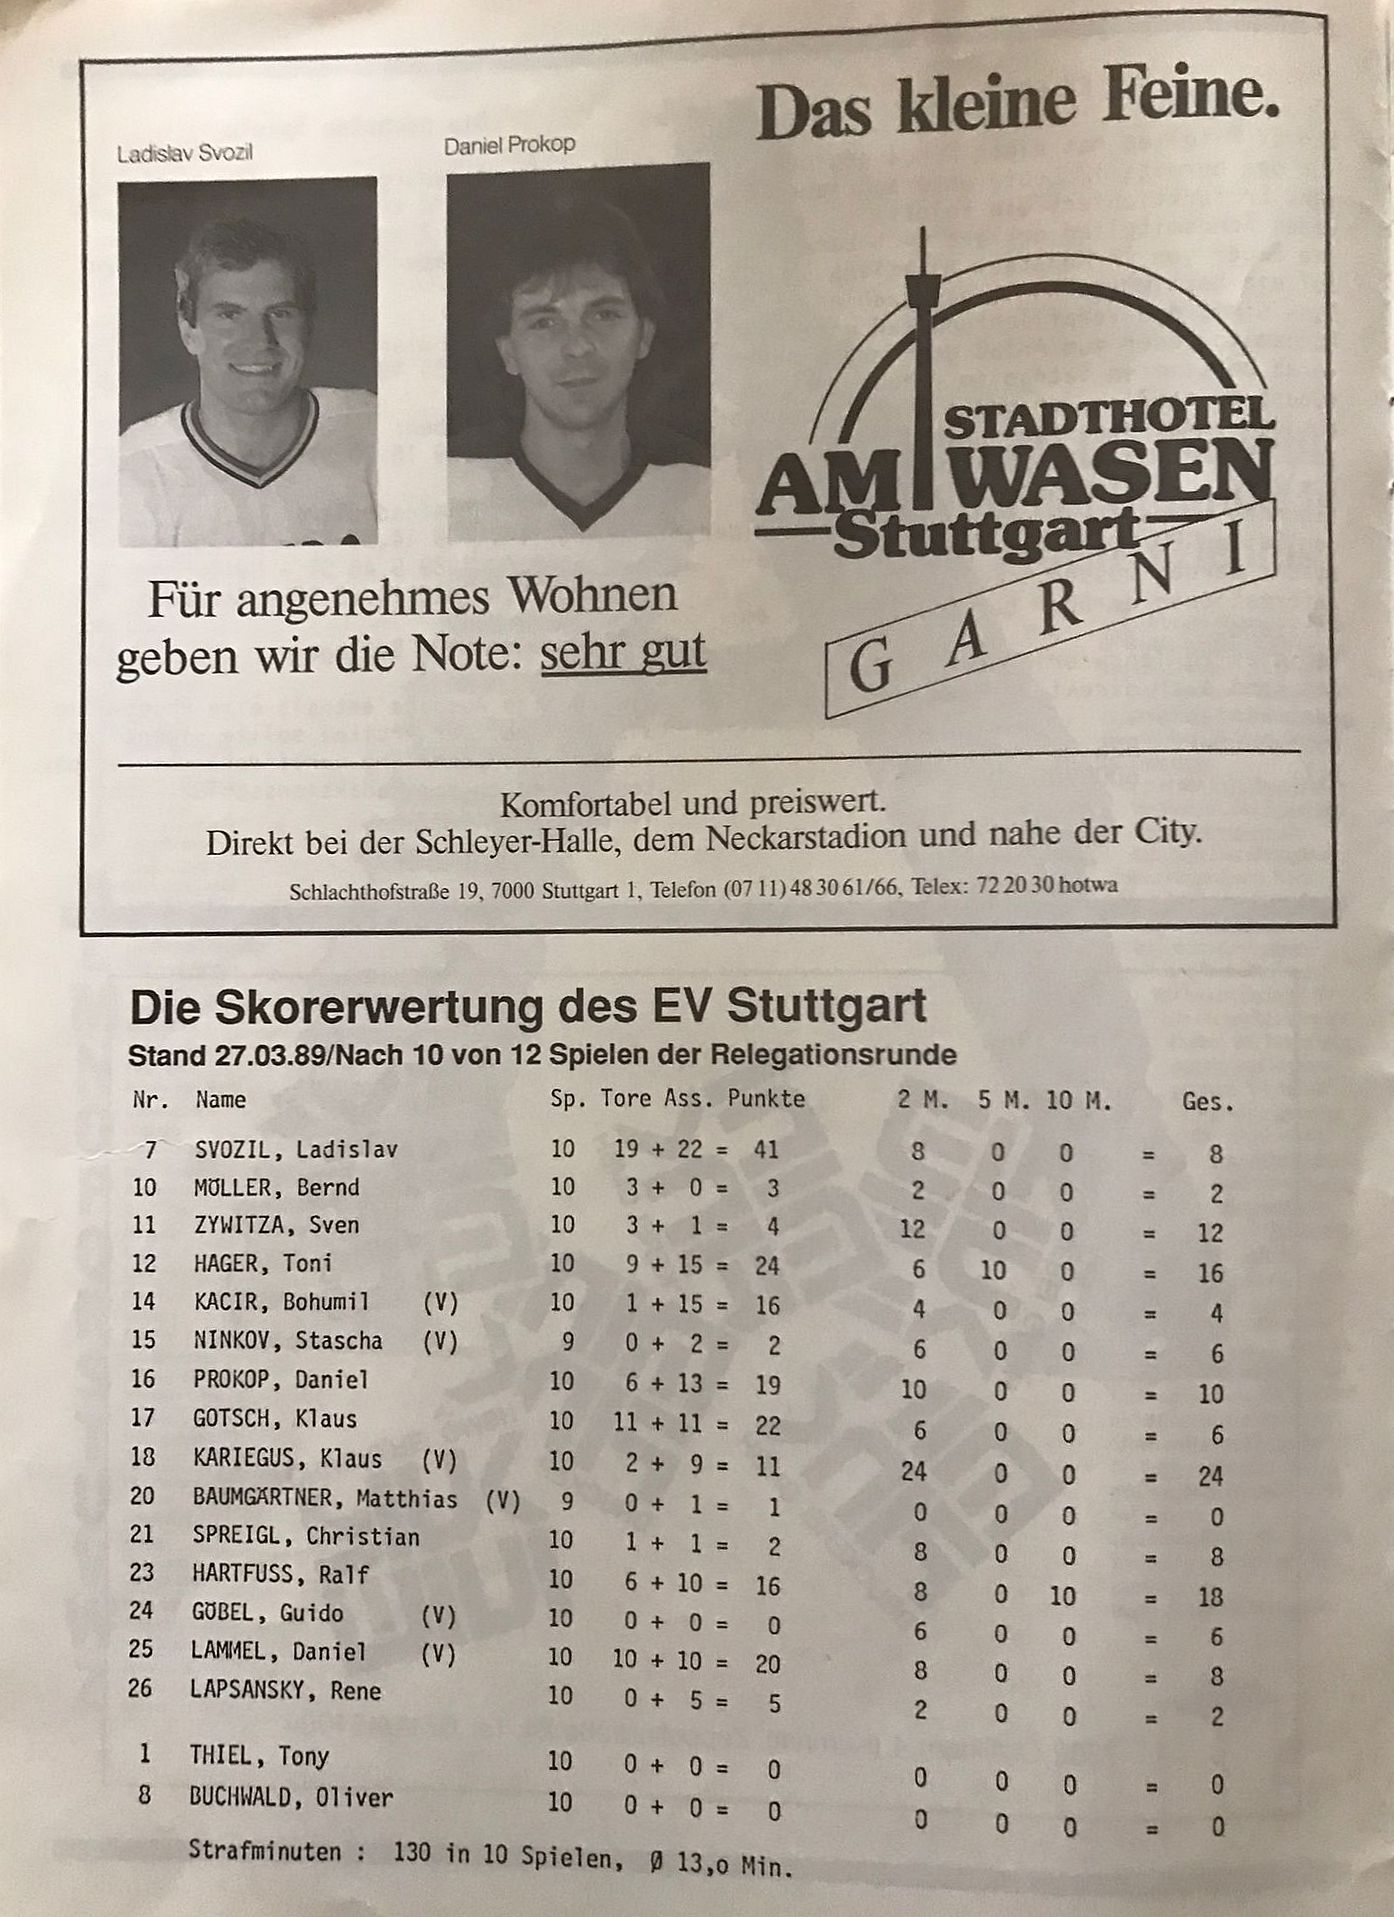 Das kleine Feine.
Ladislav Svozil
Daniel Prokop
STADTHOTEL
AM WASEN
Stuttgart
GARNI
Für angenehmes Wohnen
geben wir die Note: sehr gut
Komfortabel und preiswert.
Direkt bei der Schleyer-Halle, dem Neckarstadion und nahe der City.
Schlachthofstraße 19, 7000 Stuttgart 1, Telefon (07 11) 48 30 61/66, Telex: 72 20 30 hotwa
Die Skorerwertung des EV Stuttgart
Stand 27.03.89/Nach 10 von 12 Spielen der Relegationsrunde
Nr. Name Sp. Tore Ass. Punkte 2 M. 5 M. 10 M. Ges.
7 SVOZIL, Ladislav 10 19 + 22 = 41 8 0 0 = 8
10 MÖLLER, Bernd 10 3 + 0 = 3 2 0 0 = 2
11 ZYWITZA, Sven 10 3 + 1 = 4 12 0 0 = 12
12 HAGER, Toni 10 9 + 15 = 24 6 10 0 = 16
14 KACIR, Bohumil (V) 10 1 + 15 = 16 4 0 0 = 4
15 NINKOV, Stascha (V) 9 0 + 2 = 2 6 0 0 = 6
16 PROKOP, Daniel 10 6 + 13 = 19 10 0 0 = 10
17 GOTSCH, Klaus 10 11 + 11 = 22 6 0 0 = 6
18 KARIEGUS, Klaus (V) 10 2 + 9 = 11 24 0 0 = 24
20 BAUMGÄRTNER, Matthias (V) 9 0 + 1 = 1 0 0 0 = 0
21 SPREIGL, Christian 10 1 + 1 = 2 8 0 0 = 8
23 HARTFUSS, Ralf 10 6 + 10 = 16 8 0 10 = 18
24 GÖBEL, Guido (V) 10 0 + 0 = 0 6 0 0 = 6
25 LAMMEL, Daniel (V) 10 10 + 10 = 20 8 0 0 = 8
26 LAPSANSKY, Rene 10 0 + 5 = 5 2 0 0 = 2
1 THIEL, Tony 10 0 + 0 = 0 0 0 0 = 0
8 BUCHWALD, Oliver 10 0 + 0 = 0 0 0 0 = 0
Strafminuten : 130 in 10 Spielen, Ø 13,o Min.